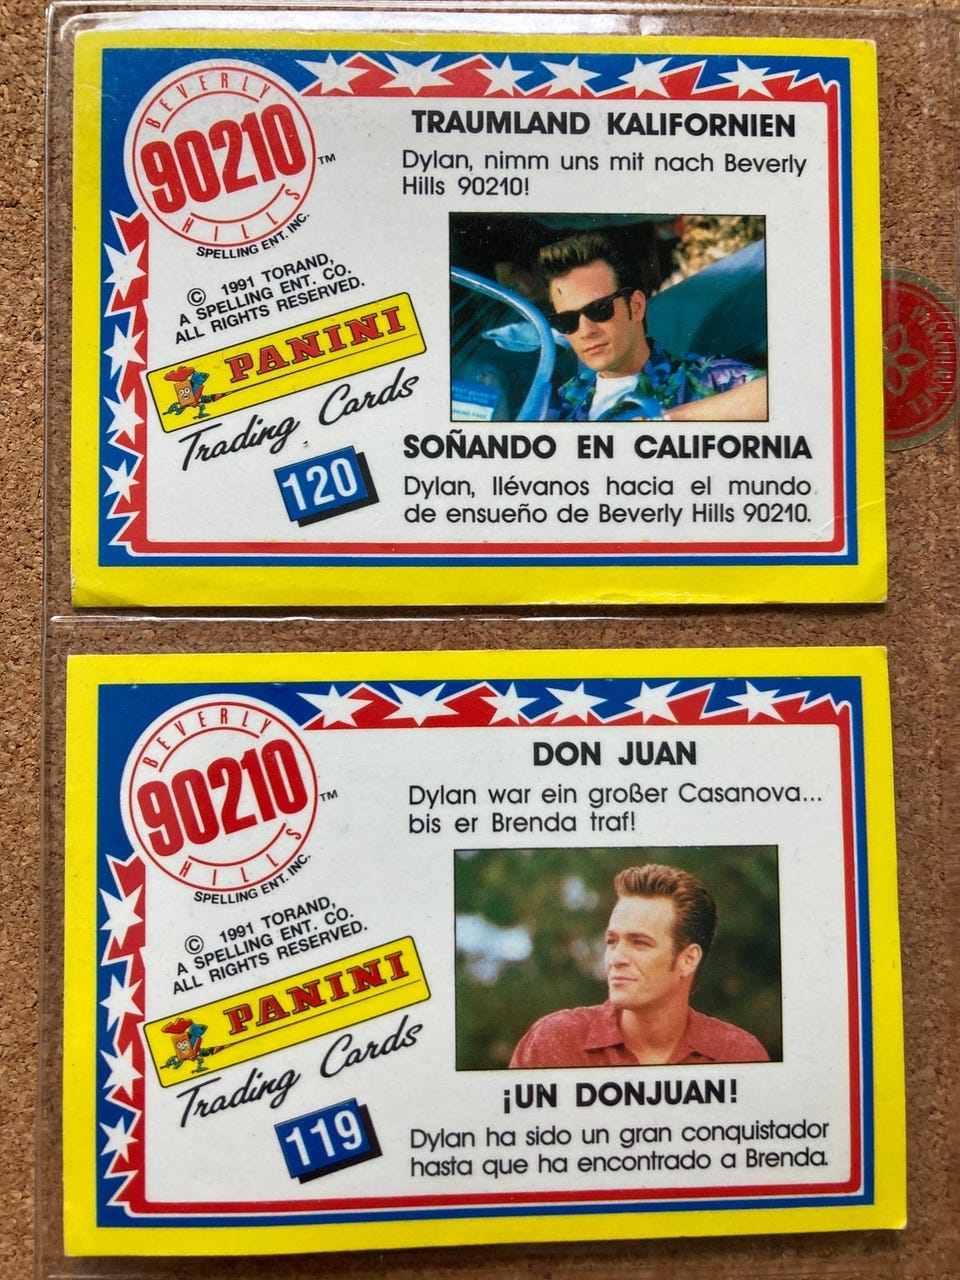 BEVERLY
90210
HILLS
™
SPELLING ENT. INC.
© 1991 TORAND,
A SPELLING ENT. CO.
ALL RIGHTS RESERVED.
PANINI
Trading Cards
120
TRAUMLAND KALIFORNIEN
Dylan, nimm uns mit nach Beverly
Hills 90210!
SOÑANDO EN CALIFORNIA
Dylan, llévanos hacia el mundo
de ensueño de Beverly Hills 90210.
BEVERLY
90210
HILLS
™
SPELLING ENT. INC.
© 1991 TORAND,
A SPELLING ENT. CO.
ALL RIGHTS RESERVED.
PANINI
Trading Cards
119
DON JUAN
Dylan war ein großer Casanova...
bis er Brenda traf!
¡UN DONJUAN!
Dylan ha sido un gran conquistador
hasta que ha encontrado a Brenda.